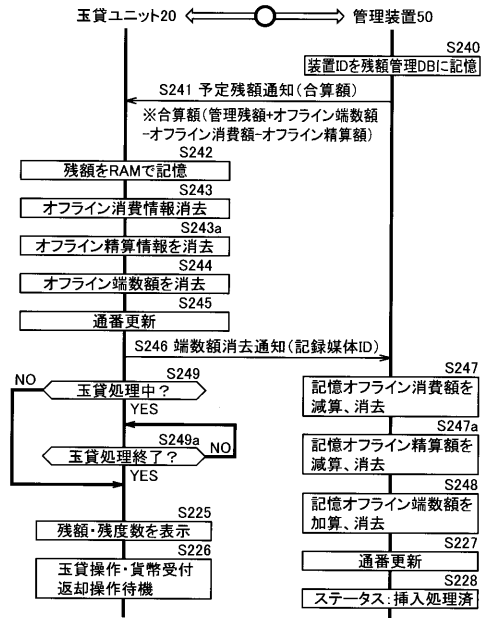 玉貸ユニット20
管理装置50
S240
装置IDを残額管理DBに記憶
S241 予定残額通知(合算額)
※合算額(管理残額+オフライン端数額
-オフライン消費額-オフライン精算額)
S242
残額をRAMで記憶
S243
オフライン消費情報消去
S243a
オフライン精算情報を消去
S244
オフライン端数額を消去
S245
通番更新
S246 端数額消去通知(記録媒体ID)
S249
玉貸処理中?
NO
YES
S249a
玉貸処理終了?
NO
YES
S247
記憶オフライン消費額を
減算、消去
S247a
記憶オフライン精算額を
減算、消去
S248
記憶オフライン端数額を
加算、消去
S225
残額・残度数を表示
S226
玉貸操作・貨幣受付
返却操作待機
S227
通番更新
S228
ステータス:挿入処理済